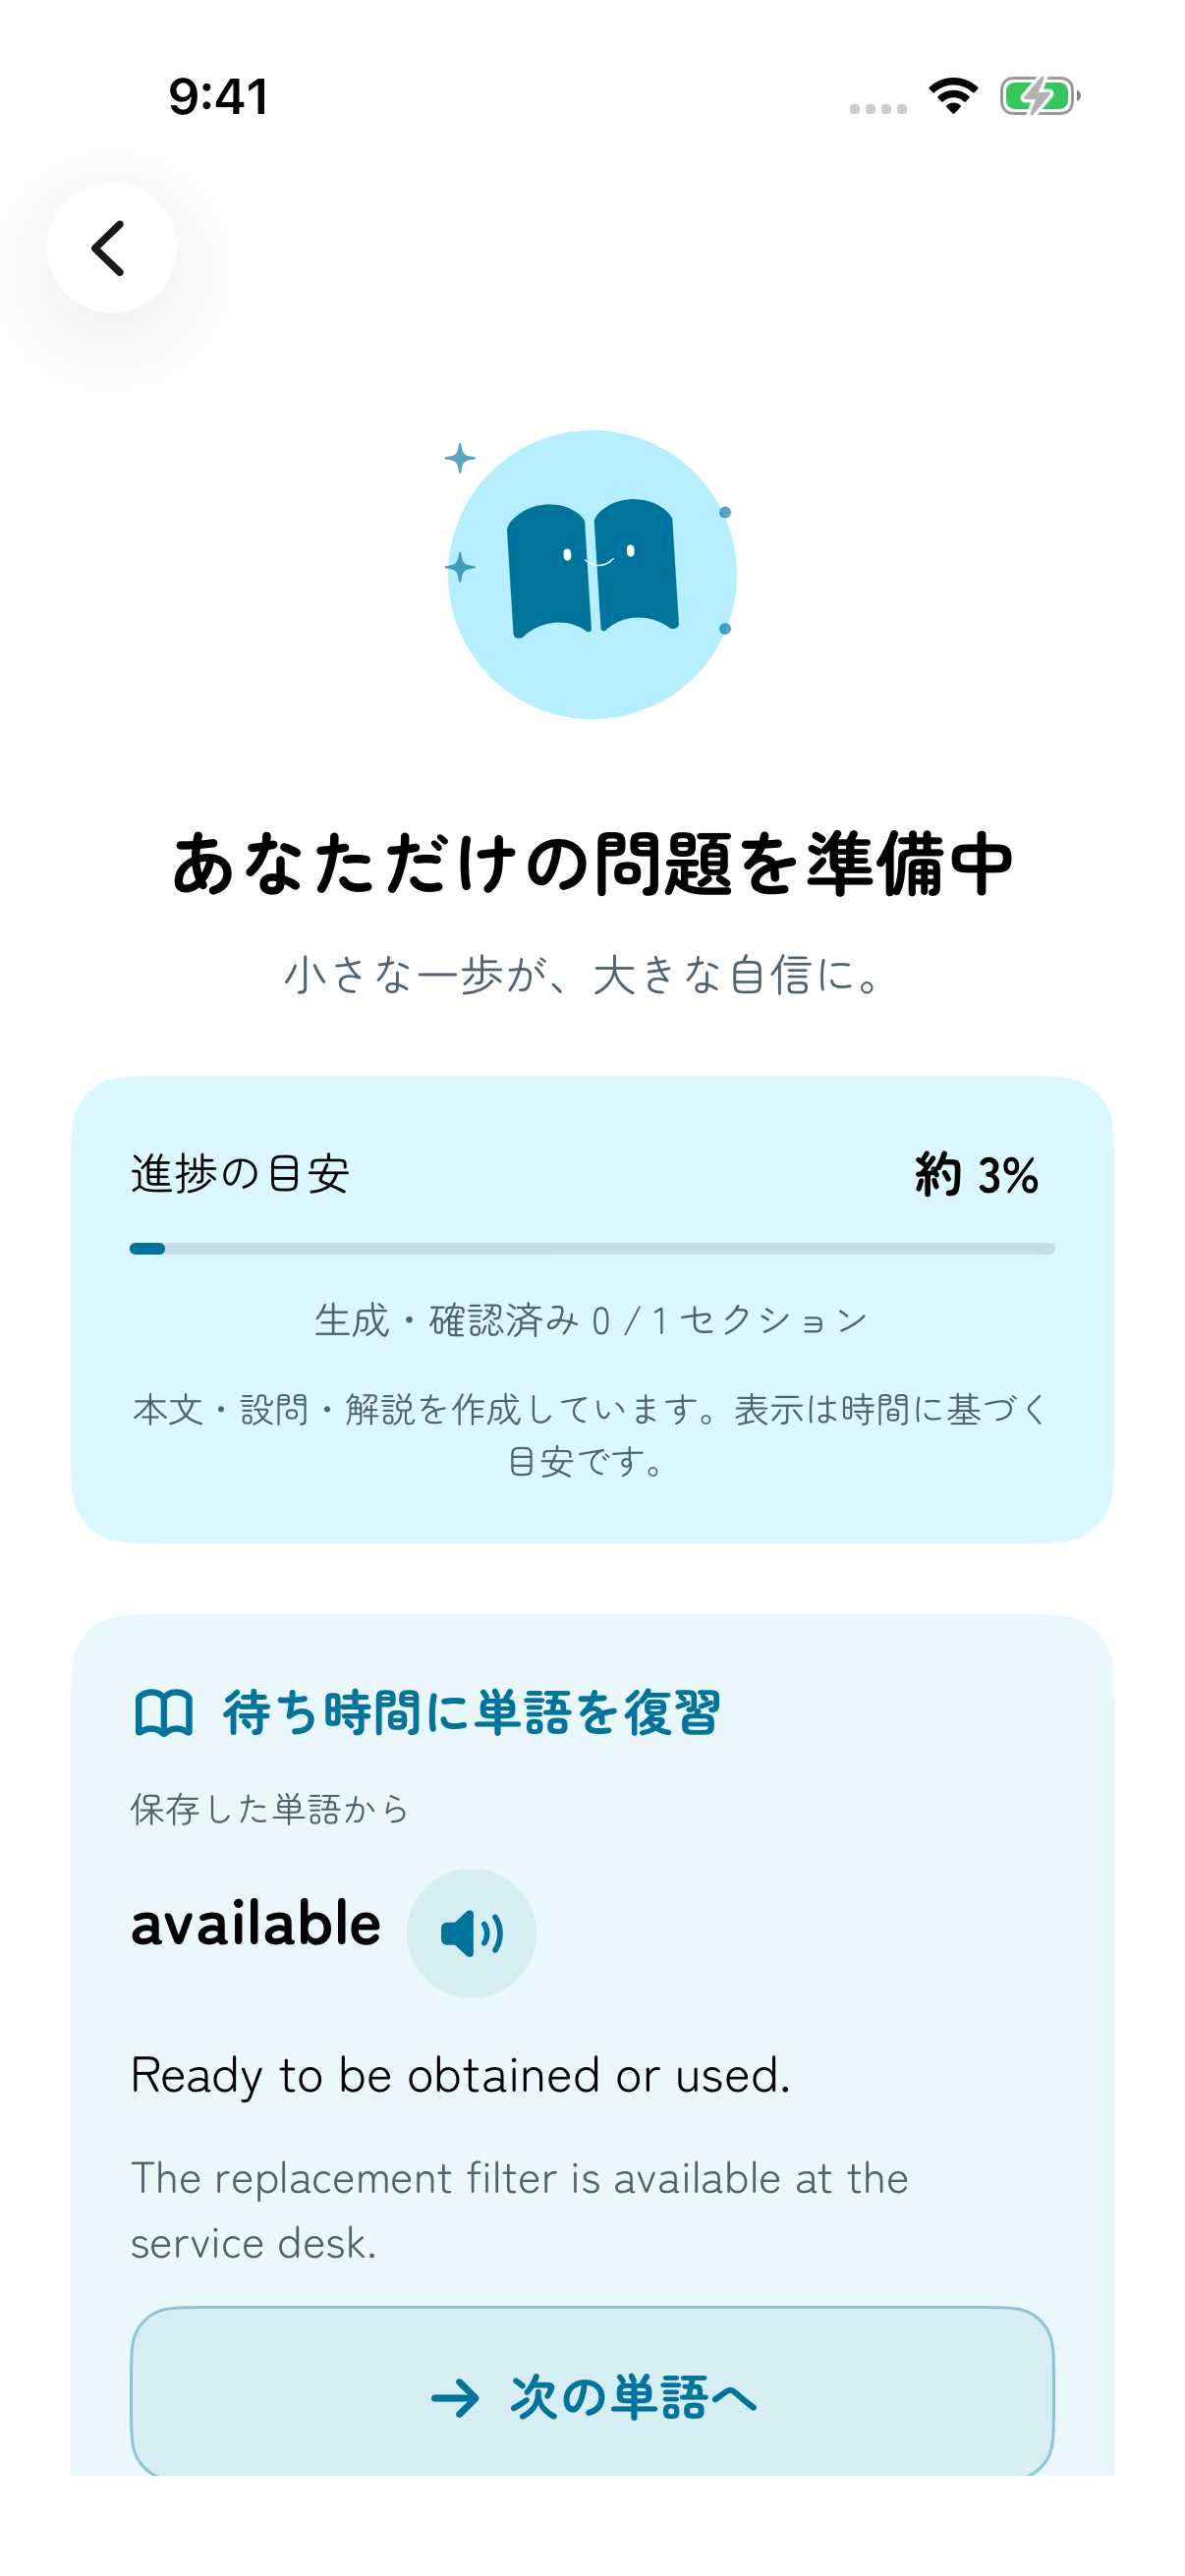 9:41
あなただけの問題を準備中
小さな一歩が、大きな自信に。
進捗の目安
約 3%
生成・確認済み 0 / 1 セクション
本文・設問・解説を作成しています。表示は時間に基づく
目安です。
待ち時間に単語を復習
保存した単語から
available
Ready to be obtained or used.
The replacement filter is available at the
service desk.
→ 次の単語へ